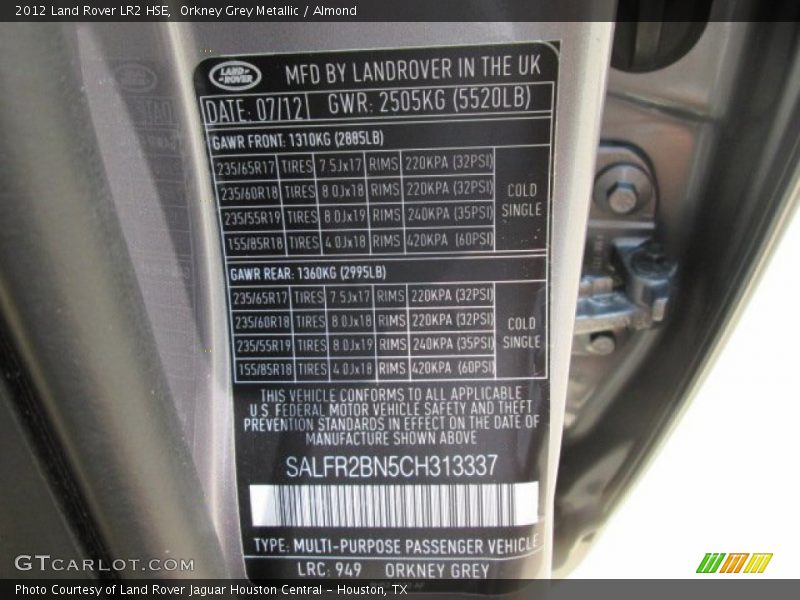 2012 Land Rover LR2 HSE, Orkney Grey Metallic / Almond
LAND ROVER
MFD BY LANDROVER IN THE UK
DATE: 07/12 GWR: 2505KG (5520LB)
GAWR FRONT: 1310KG (2885LB)
235/65R17 TIRES 7.5Jx17 RIMS 220KPA (32PSI)
235/60R18 TIRES 8.0Jx18 RIMS 220KPA (32PSI)
235/55R19 TIRES 8.0Jx19 RIMS 240KPA (35PSI)
155/85R18 TIRES 4.0Jx18 RIMS 420KPA (60PSI)
COLD
SINGLE
GAWR REAR: 1360KG (2995LB)
235/65R17 TIRES 7.5Jx17 RIMS 220KPA (32PSI)
235/60R18 TIRES 8.0Jx18 RIMS 220KPA (32PSI)
235/55R19 TIRES 8.0Jx19 RIMS 240KPA (35PSI)
155/85R18 TIRES 4.0Jx18 RIMS 420KPA (60PSI)
COLD
SINGLE
THIS VEHICLE CONFORMS TO ALL APPLICABLE
U.S. FEDERAL MOTOR VEHICLE SAFETY AND THEFT
PREVENTION STANDARDS IN EFFECT ON THE DATE OF
MANUFACTURE SHOWN ABOVE
SALFR2BN5CH313337
TYPE: MULTI-PURPOSE PASSENGER VEHICLE
LRC: 949 ORKNEY GREY
GTCARLOT.COM
Photo Courtesy of Land Rover Jaguar Houston Central - Houston, TX